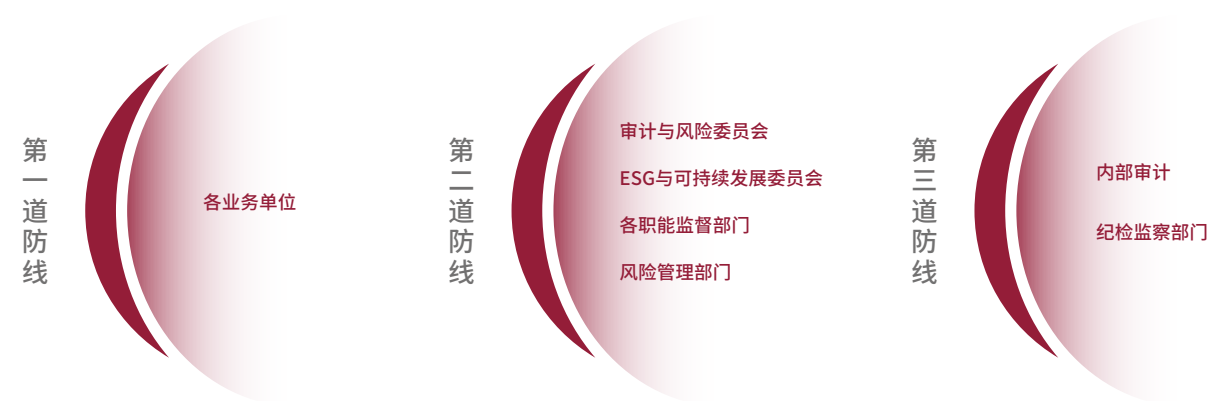 第一道防线
各业务单位
第二道防线
审计与风险委员会
ESG与可持续发展委员会
各职能监督部门
风险管理部门
第三道防线
内部审计
纪检监察部门